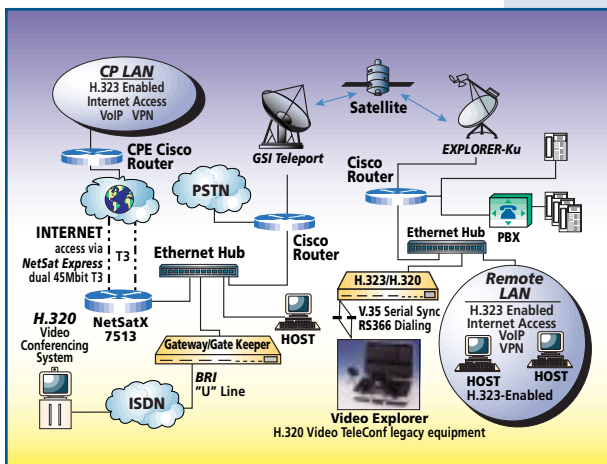 CP LAN
H.323 Enabled
Internet Access
VoIP VPN
CPE Cisco
Router
Satellite
GSI Teleport
EXPLORER-Ku
PSTN
Cisco
Router
Cisco
Router
PBX
INTERNET
access via
NetSat Express
dual 45Mbit T3
T3
Ethernet Hub
Ethernet Hub
NetSatX
7513
HOST
H.323/H.320
V.35 Serial Sync
RS366 Dialing
Remote
LAN
H.323 Enabled
Internet Access
VoIP
VPN
HOST
HOST
H.323-Enabled
H.320
Video
Conferencing
System
Gateway/Gate Keeper
BRI
"U" Line
ISDN
Video Explorer
H.320 Video TeleConf legacy equipment